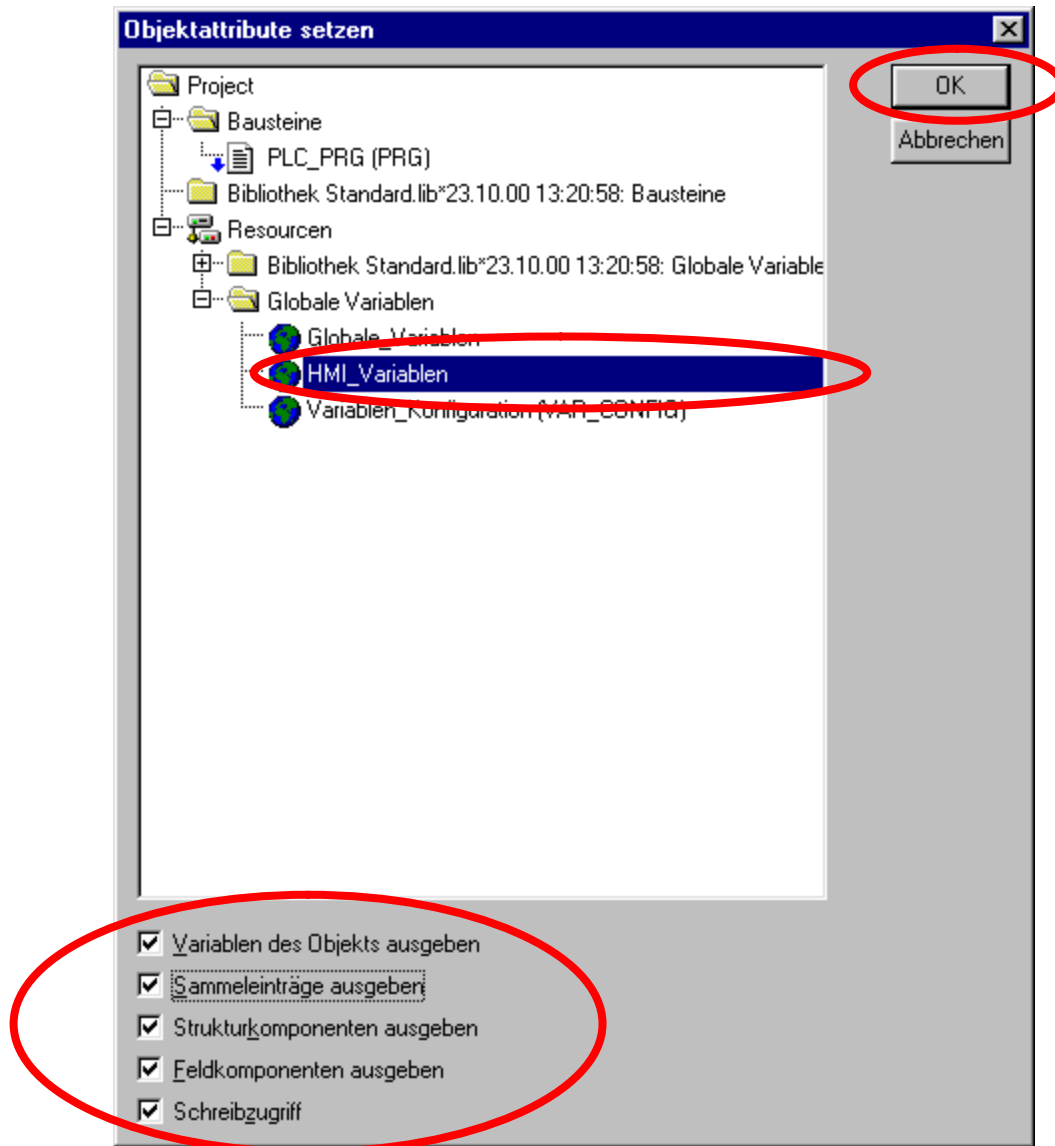 Objektattribute setzen
Project
OK
Bausteine
Abbrechen
PLC_PRG (PRG)
Bibliothek Standard.lib*23.10.00 13:20:58: Bausteine
Resourcen
Bibliothek Standard.lib*23.10.00 13:20:58: Globale Variable
Globale Variablen
Globale_Variablen
HMI_Variablen
Variablen_Konfiguration (VAR_CONFIG)
Variablen des Objekts ausgeben
Sammeleinträge ausgeben
Strukturkomponenten ausgeben
Feldkomponenten ausgeben
Schreibzugriff